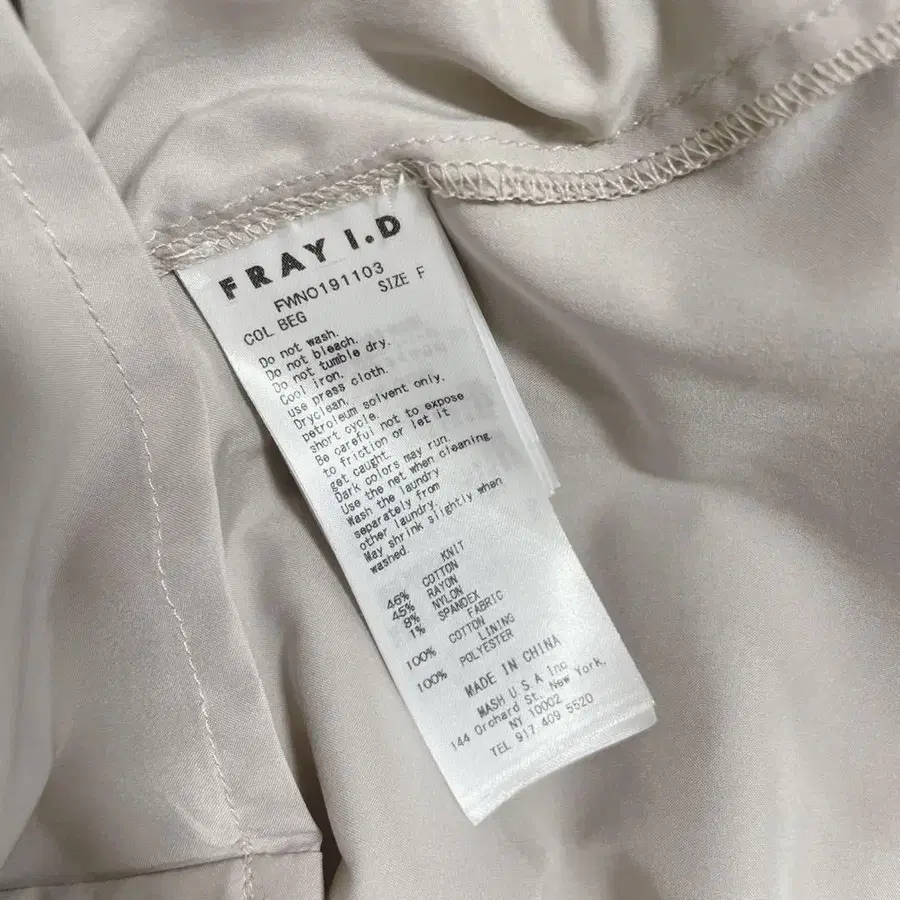 FRAY I.D
FWNO191103
COL BEG SIZE F
Do not wash.
Do not bleach.
Do not tumble dry.
Cool iron.
use press cloth.
Dryclean,
petroleum solvent only.
short cycle.
Be careful not to expose
to friction or let it
get caught.
Dark colors may run.
Use the net when cleaning.
Wash the laundry
separately from
other laundry.
May shrink slightly when
washed.
KNIT
46% COTTON
45% RAYON
8% NYLON
1% SPANDEX
FABRIC
100% COTTON
LINING
100% POLYESTER
MADE IN CHINA
MASH U.S.A Inc.
144 Orchard St. New York,
NY 10002
TEL 917 409 5520